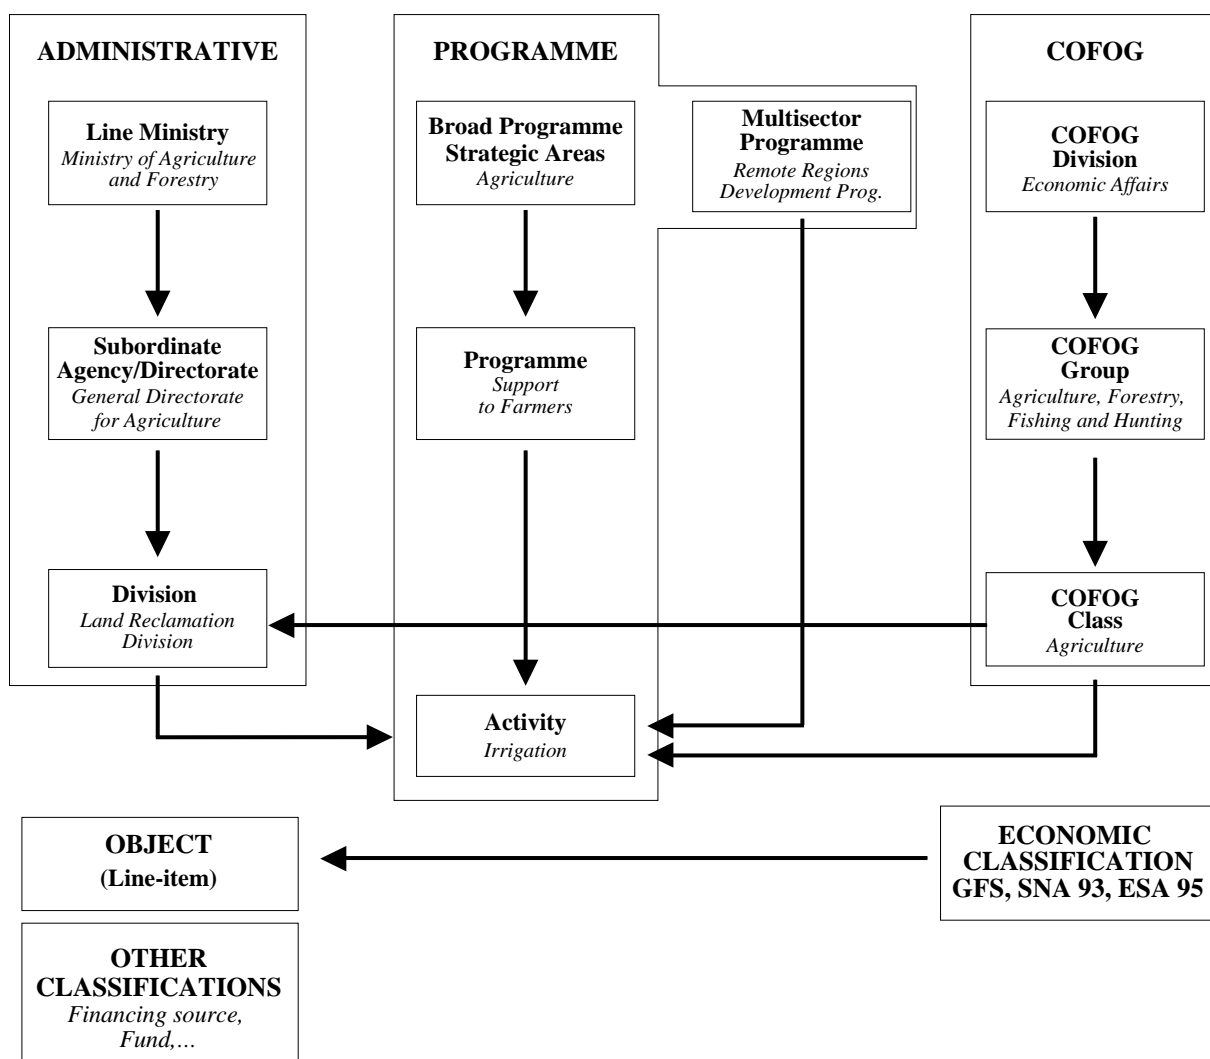 ADMINISTRATIVE
Line Ministry
Ministry of Agriculture
and Forestry
Subordinate
Agency/Directorate
General Directorate
for Agriculture
Division
Land Reclamation
Division
PROGRAMME
Broad Programme
Strategic Areas
Agriculture
Multisector
Programme
Remote Regions
Development Prog.
Programme
Support
to Farmers
Activity
Irrigation
COFOG
COFOG
Division
Economic Affairs
COFOG
Group
Agriculture, Forestry,
Fishing and Hunting
COFOG
Class
Agriculture
OBJECT
(Line-item)
ECONOMIC
CLASSIFICATION
GFS, SNA 93, ESA 95
OTHER
CLASSIFICATIONS
Financing source,
Fund,...